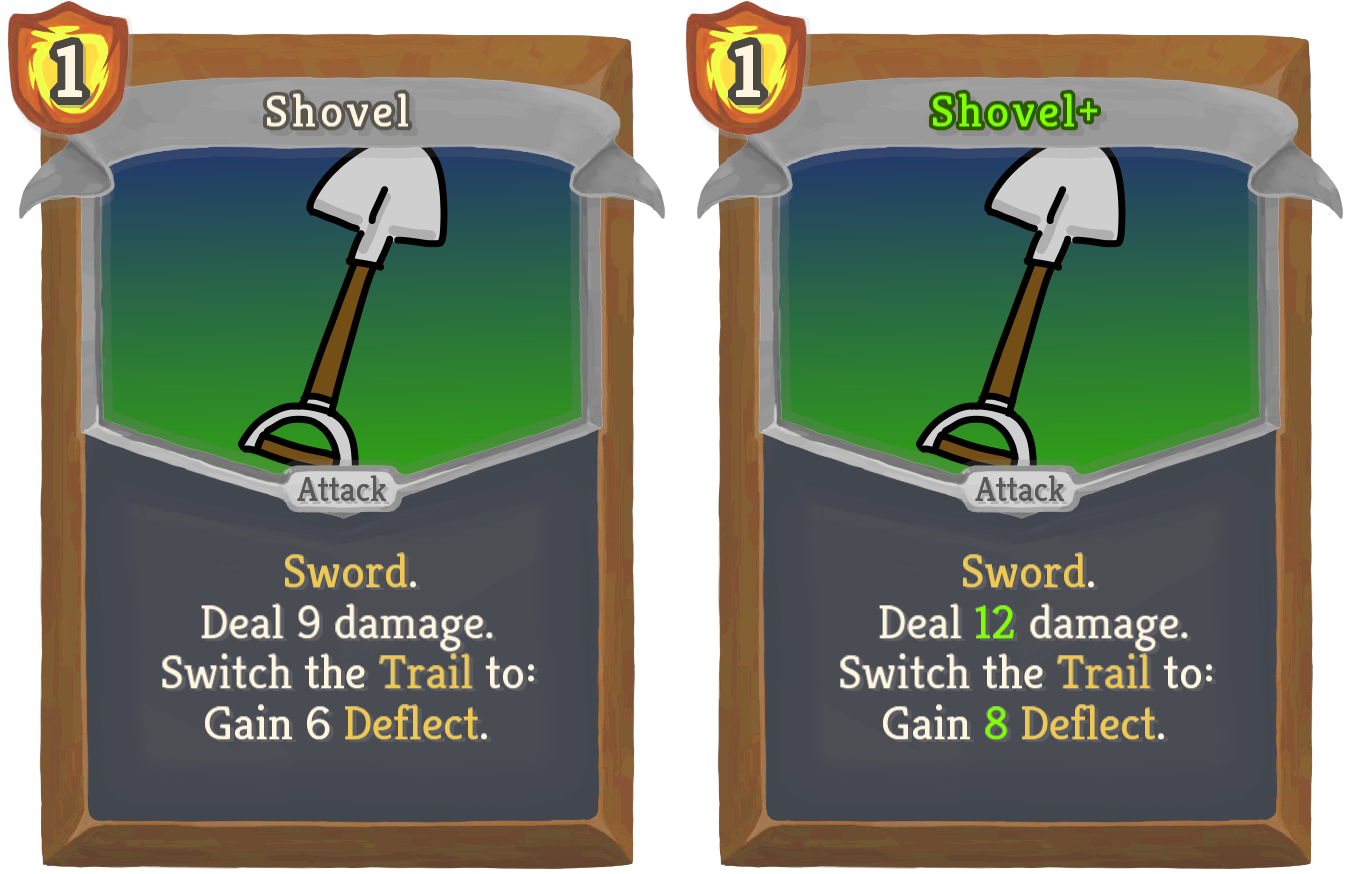 1
Shovel
Attack
Sword.
Deal 9 damage.
Switch the Trail to:
Gain 6 Deflect.
1
Shovel+
Attack
Sword.
Deal 12 damage.
Switch the Trail to:
Gain 8 Deflect.